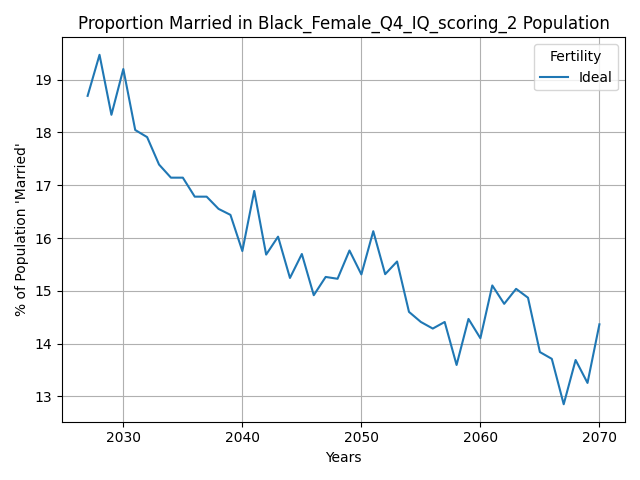 Proportion Married in Black_Female_Q4_IQ_scoring_2 Population
% of Population 'Married'
19
18
17
16
15
14
13
Fertility
Ideal
2030 2040 2050 2060 2070
Years